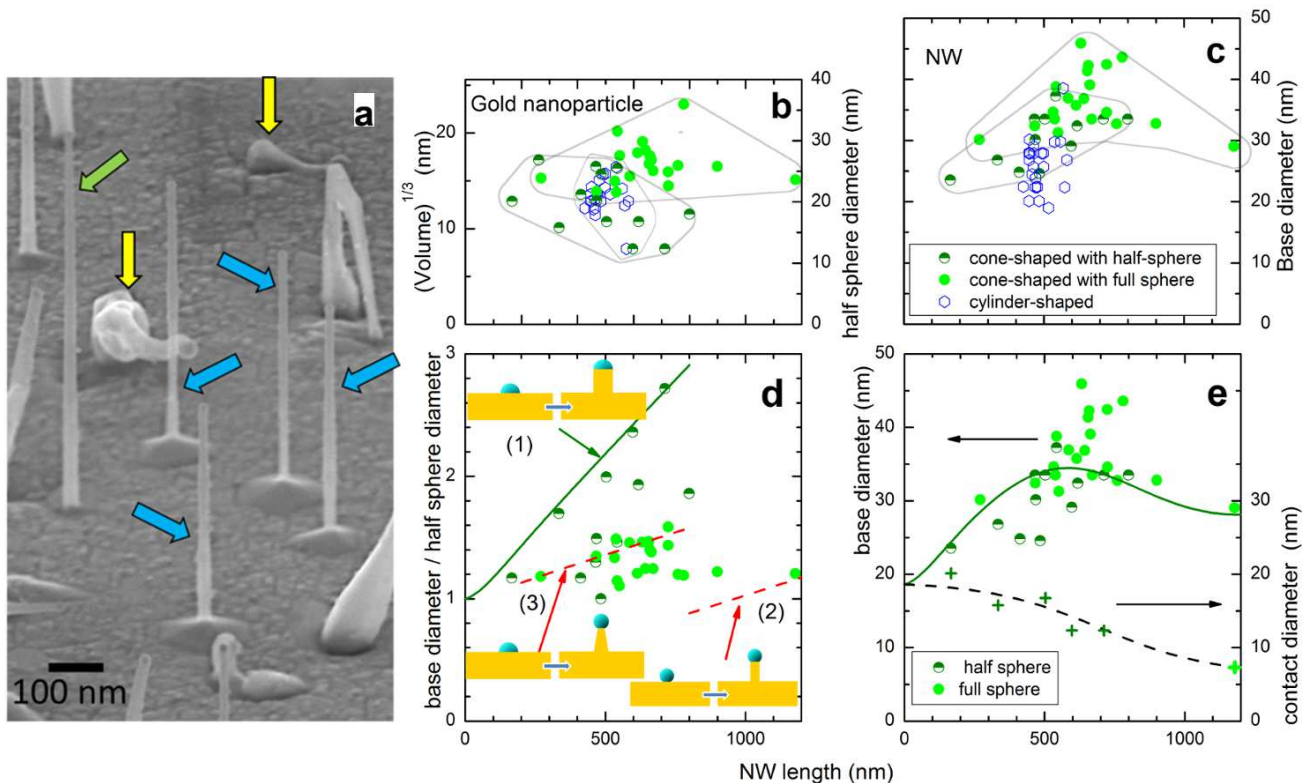 a
100 nm
b
Gold nanoparticle
(Volume)^1/3 (nm)
20
10
0
40
30
20
10
0
half sphere diameter (nm)
c
NW
50
40
30
20
10
0
Base diameter (nm)
cone-shaped with half-sphere
cone-shaped with full sphere
cylinder-shaped
d
base diameter / half sphere diameter
3
2
1
0
(1)
(2)
(3)
0 500 1000
e
base diameter (nm)
50
40
30
20
10
0
contact diameter (nm)
30
20
10
0
half sphere
full sphere
0 500 1000
NW length (nm)